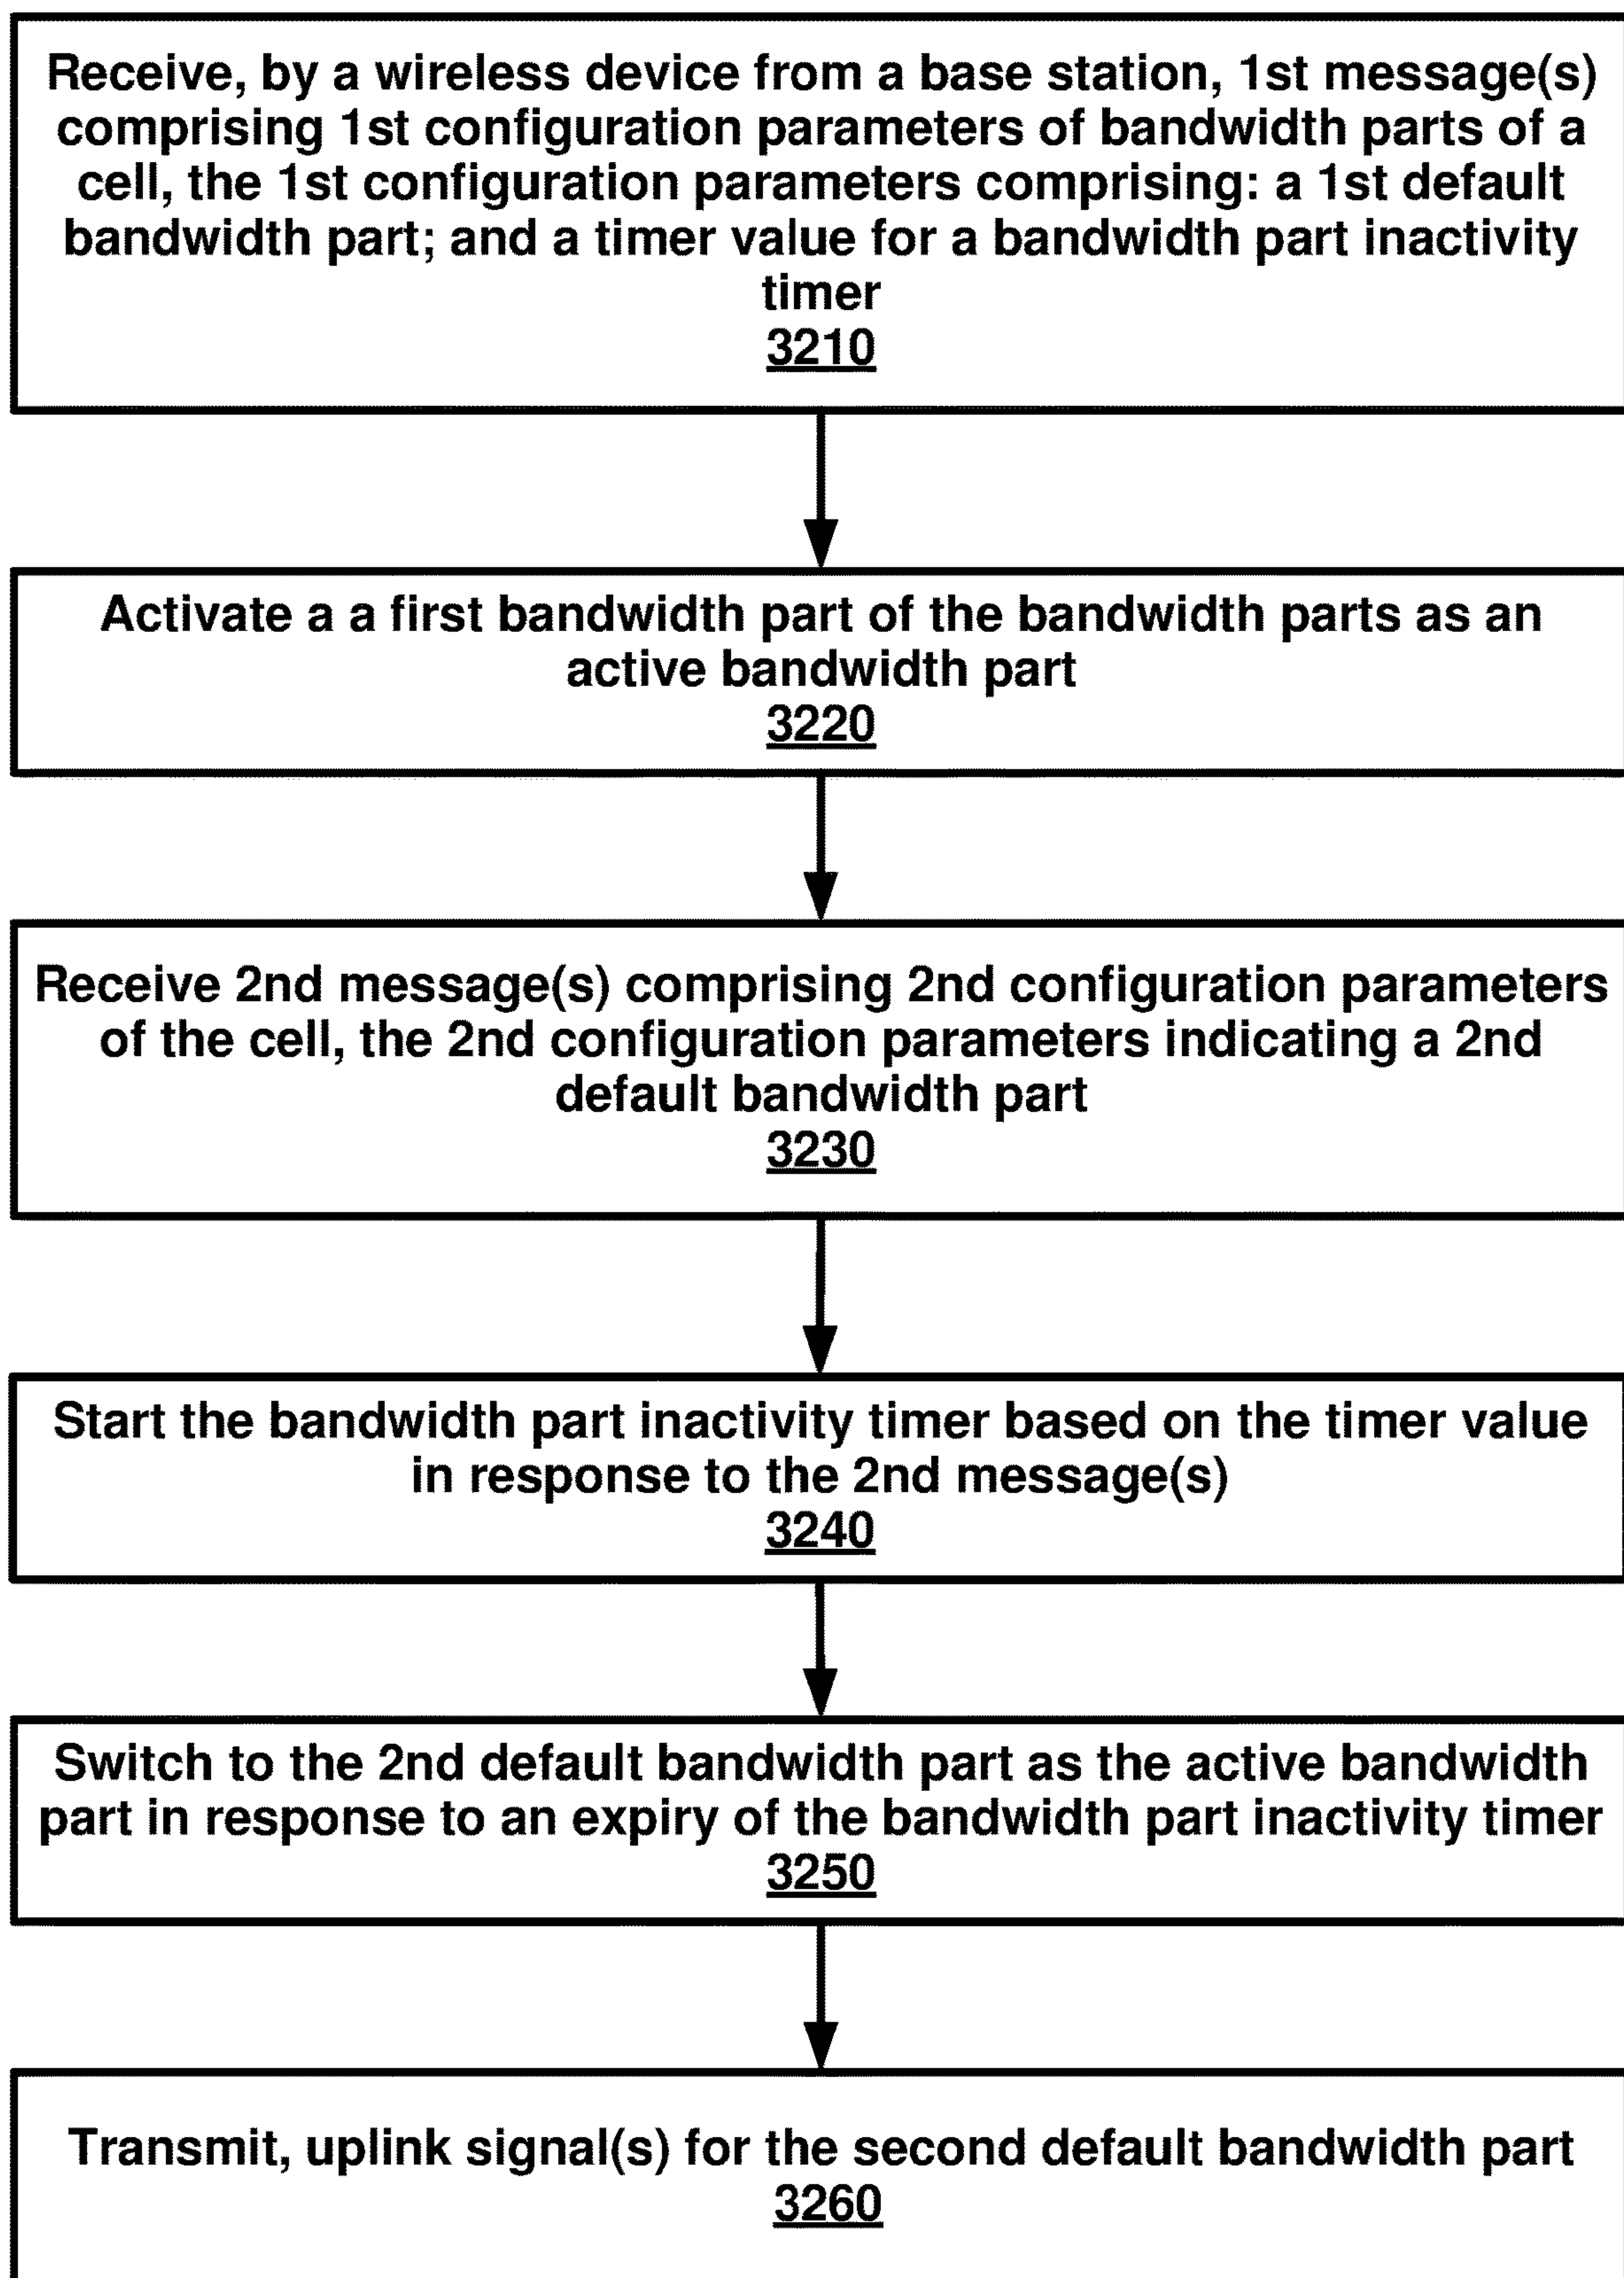 Receive, by a wireless device from a base station, 1st message(s)
comprising 1st configuration parameters of bandwidth parts of a
cell, the 1st configuration parameters comprising: a 1st default
bandwidth part; and a timer value for a bandwidth part inactivity
timer
3210
Activate a a first bandwidth part of the bandwidth parts as an
active bandwidth part
3220
Receive 2nd message(s) comprising 2nd configuration parameters
of the cell, the 2nd configuration parameters indicating a 2nd
default bandwidth part
3230
Start the bandwidth part inactivity timer based on the timer value
in response to the 2nd message(s)
3240
Switch to the 2nd default bandwidth part as the active bandwidth
part in response to an expiry of the bandwidth part inactivity timer
3250
Transmit, uplink signal(s) for the second default bandwidth part
3260